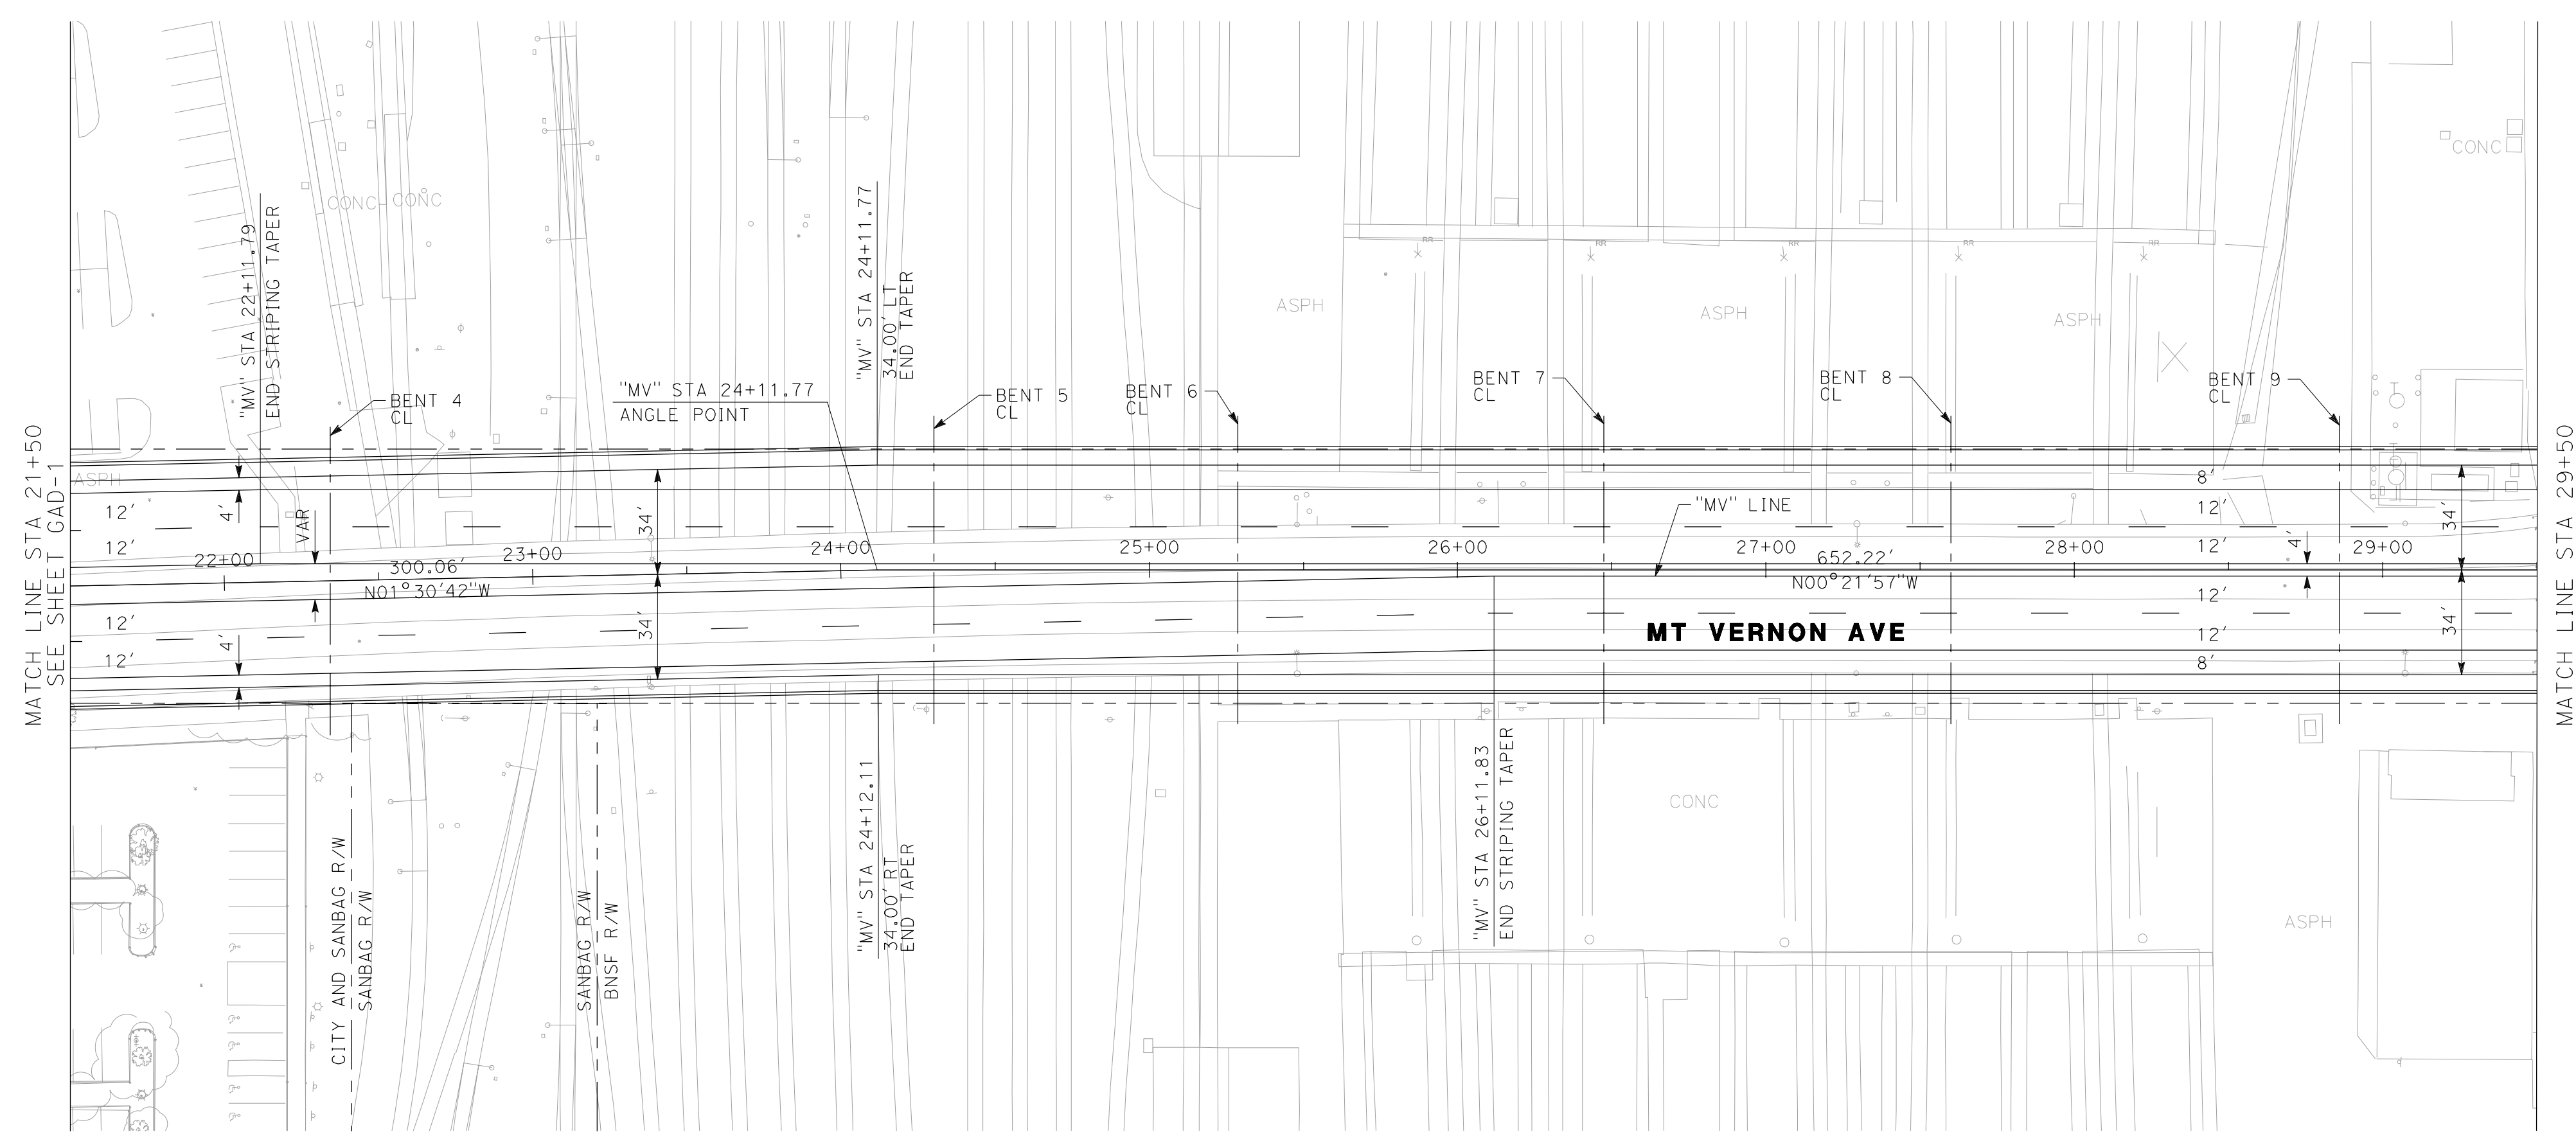 MATCH LINE STA 21+50
SEE SHEET GAD-1
MATCH LINE STA 29+50
CONC
CONC
CONC
"MV" STA 22+11.79
END STRIPING TAPER
"MV" STA 24+11.77
34.00' LT
END TAPER
RR
RR
RR
RR
RR
ASPH
ASPH
ASPH
BENT 4
CL
"MV" STA 24+11.77
ANGLE POINT
BENT 5
CL
BENT 6
CL
BENT 7
CL
BENT 8
CL
BENT 9
CL
ASPH
12'
12'
12'
12'
4'
4'
VAR
34'
34'
"MV" LINE
8'
12'
12'
12'
12'
8'
4'
34'
34'
22+00
23+00
24+00
25+00
26+00
27+00
28+00
29+00
300.06'
N01°30'42"W
652.22'
N00°21'57"W
MT VERNON AVE
CITY AND SANBAG R/W
SANBAG R/W
SANBAG R/W
BNSF R/W
"MV" STA 24+12.11
34.00' RT
END TAPER
"MV" STA 26+11.83
END STRIPING TAPER
CONC
ASPH